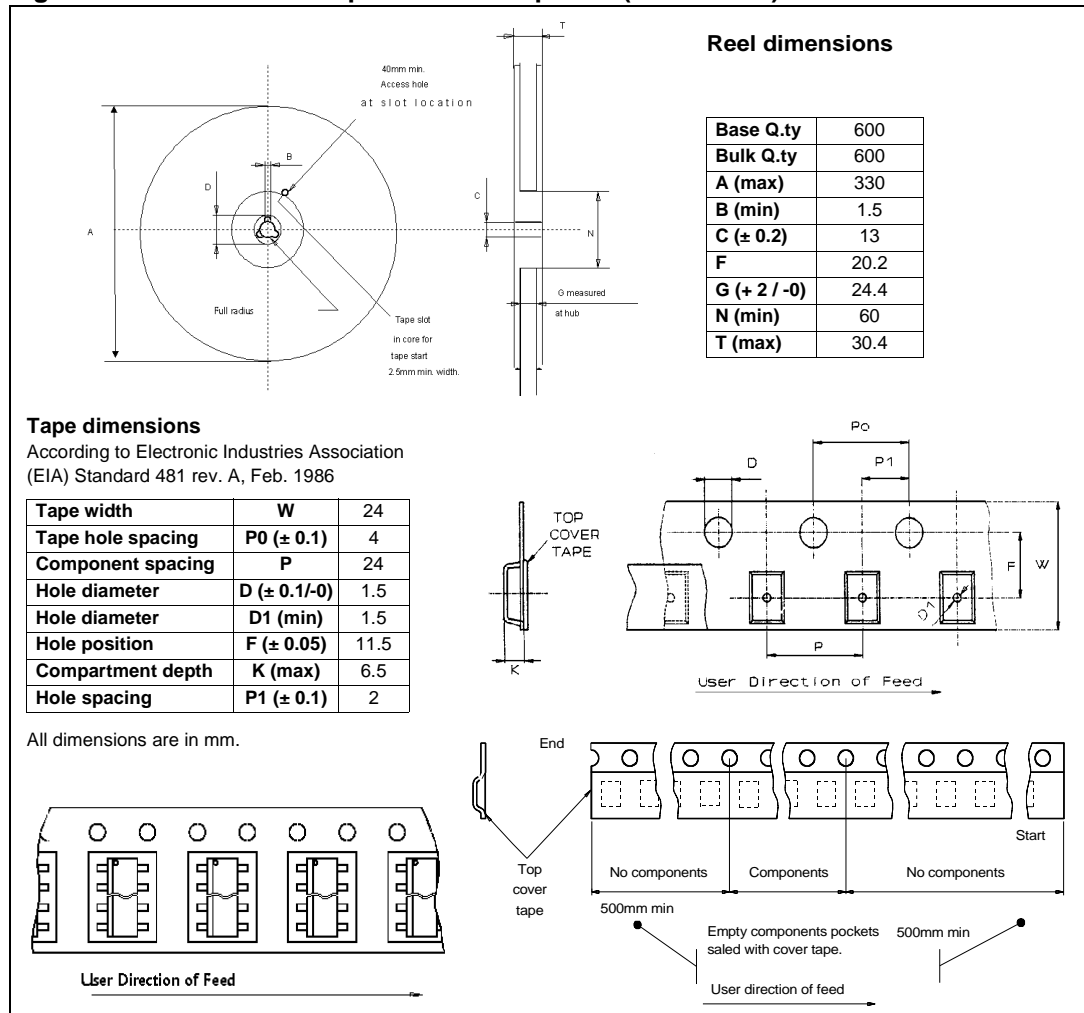 T
Reel dimensions
40mm min.
Access hole
at slot location
B
D
C
A
N
G measured
at hub
Full radius
Tape slot
in core for
tape start
2.5mm min. width.
Base Q.ty 600
Bulk Q.ty 600
A (max) 330
B (min) 1.5
C (± 0.2) 13
F 20.2
G (+ 2 / -0) 24.4
N (min) 60
T (max) 30.4
Tape dimensions
According to Electronic Industries Association
(EIA) Standard 481 rev. A, Feb. 1986
Tape width W 24
Tape hole spacing P0 (± 0.1) 4
Component spacing P 24
Hole diameter D (± 0.1/-0) 1.5
Hole diameter D1 (min) 1.5
Hole position F (± 0.05) 11.5
Compartment depth K (max) 6.5
Hole spacing P1 (± 0.1) 2
All dimensions are in mm.
Po
D
P1
TOP
COVER
TAPE
F
W
D1
P
K
User Direction of Feed
End
Start
Top
cover
tape
No components
Components
No components
500mm min
Empty components pockets
saled with cover tape.
500mm min
User direction of feed
User Direction of Feed